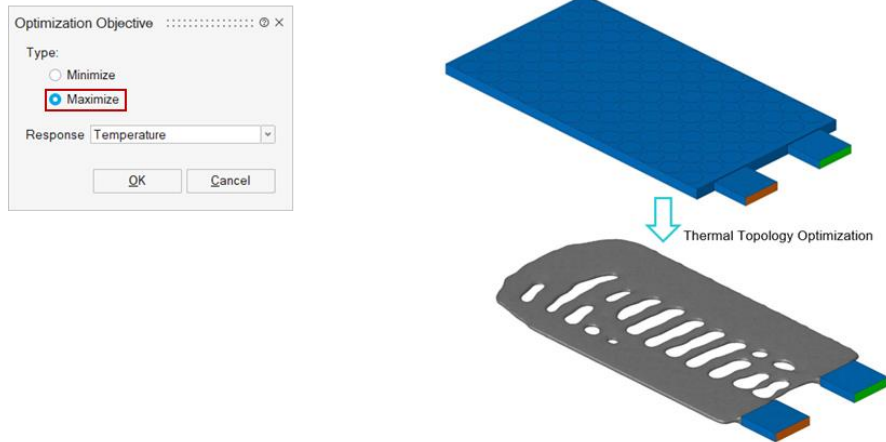 Optimization Objective
Type:
Minimize
Maximize
Response Temperature
OK Cancel
Thermal Topology Optimization